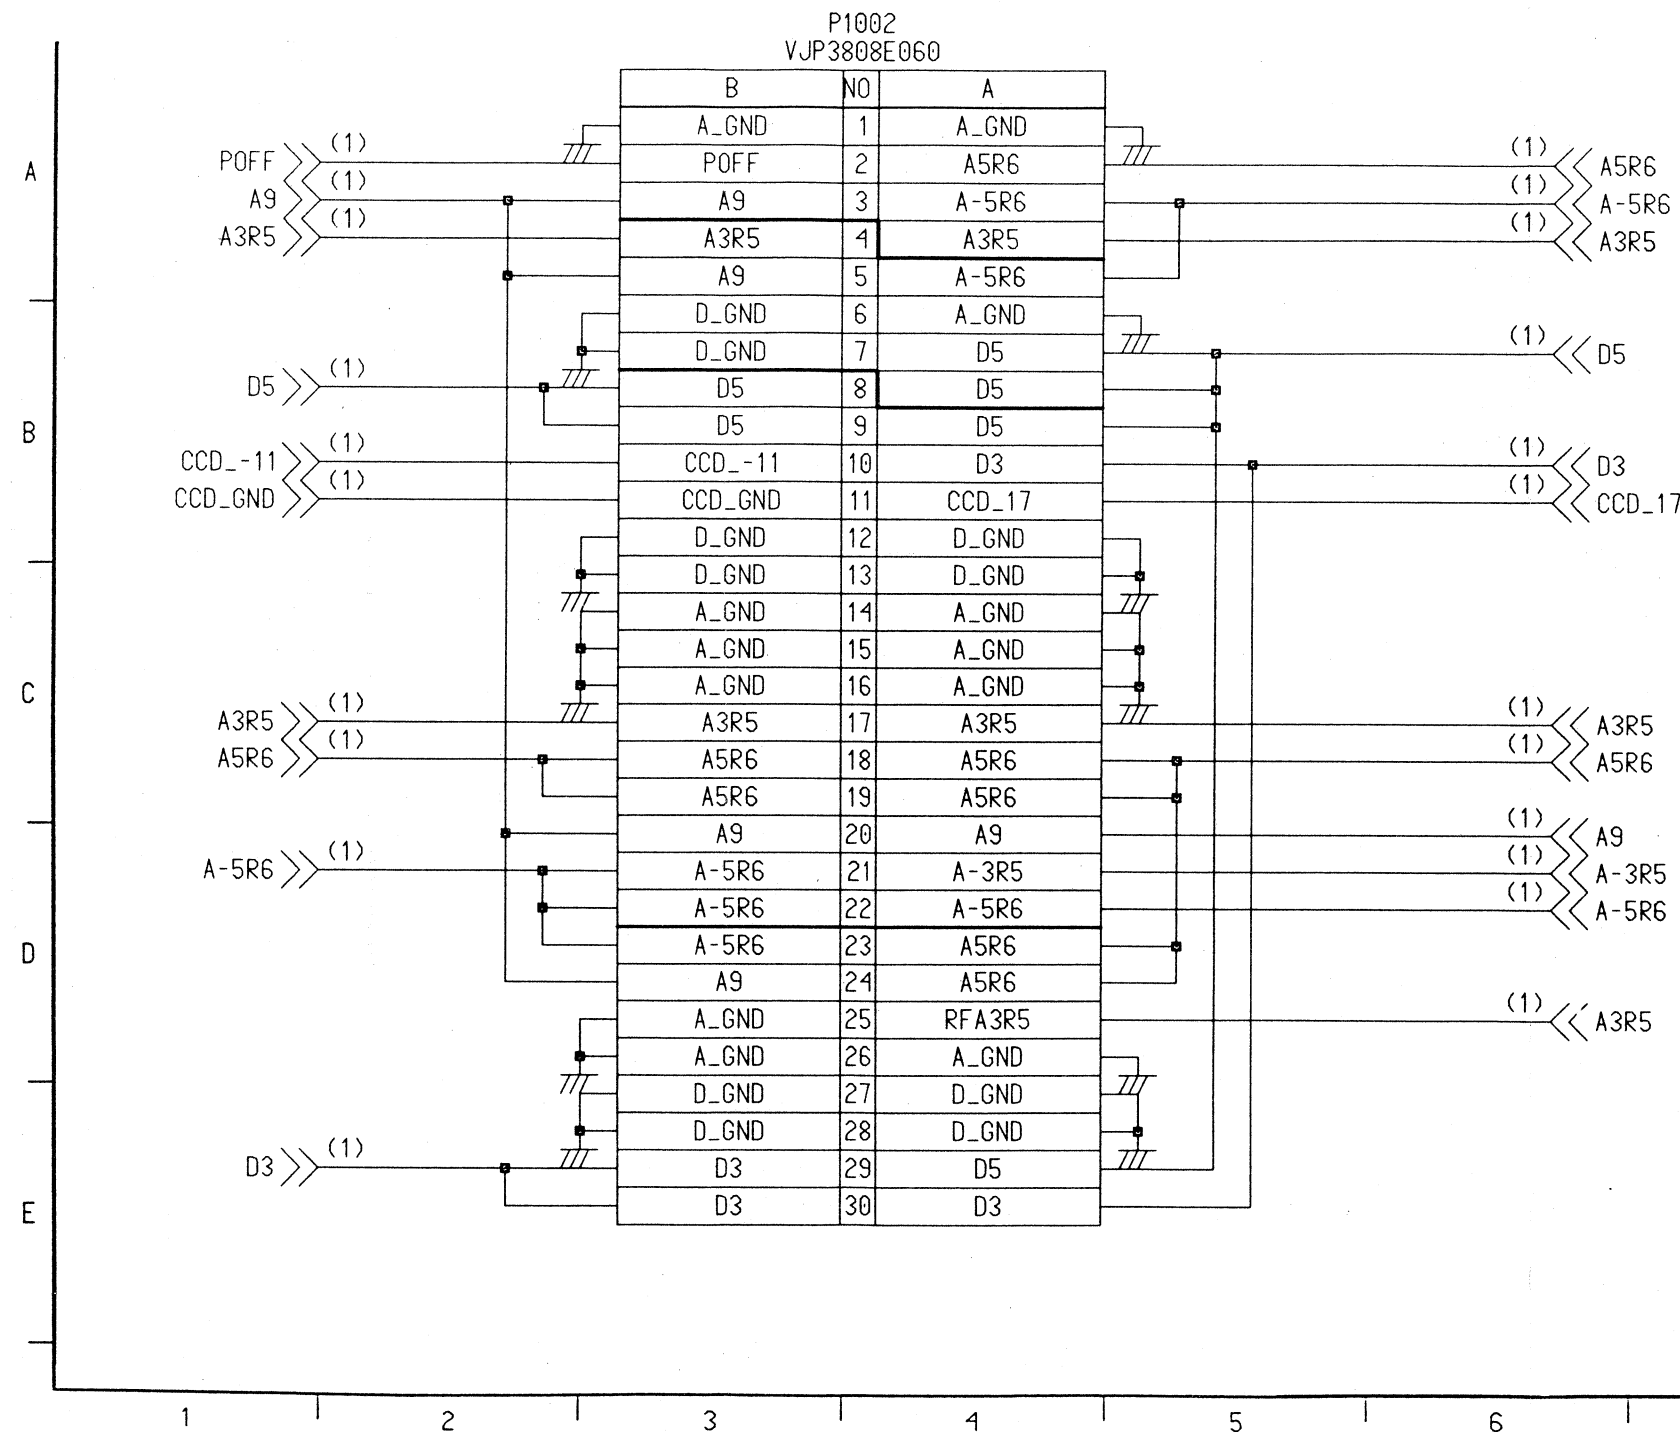 P1002
VJP3808E060
B NO A
A_GND 1 A_GND
POFF (1) POFF 2 A5R6 (1) A5R6
A9 (1) A9 3 A-5R6 (1) A-5R6
A3R5 (1) A3R5 4 A3R5 (1) A3R5
A9 5 A-5R6
D_GND 6 A_GND
D_GND 7 D5 (1) D5
D5 (1) D5 8 D5
D5 9 D5
CCD_-11 (1) CCD_-11 10 D3 (1) D3
CCD_GND (1) CCD_GND 11 CCD_17 (1) CCD_17
D_GND 12 D_GND
D_GND 13 D_GND
A_GND 14 A_GND
A_GND 15 A_GND
A_GND 16 A_GND
A3R5 (1) A3R5 17 A3R5 (1) A3R5
A5R6 (1) A5R6 18 A5R6 (1) A5R6
A5R6 19 A5R6
A9 20 A9 (1) A9
A-5R6 (1) A-5R6 21 A-3R5 (1) A-3R5
A-5R6 22 A-5R6 (1) A-5R6
A-5R6 23 A5R6
A9 24 A5R6
A_GND 25 RFA3R5 (1) A3R5
A_GND 26 A_GND
D_GND 27 D_GND
D_GND 28 D_GND
D3 (1) D3 29 D5
D3 30 D3
A
B
C
D
E
1 2 3 4 5 6